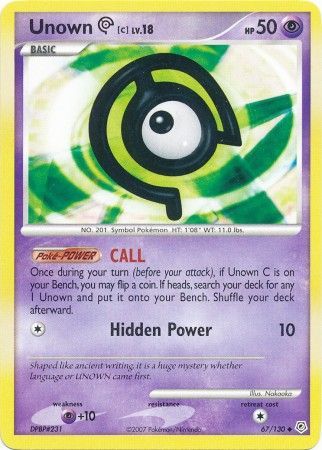 Unown [C] LV.18 HP 50
BASIC
NO. 201 Symbol Pokémon HT: 1'08" WT: 11.0 lbs.
Poké-POWER CALL
Once during your turn (before your attack), if Unown C is on
your Bench, you may flip a coin. If heads, search your deck for any
1 Unown and put it onto your Bench. Shuffle your deck
afterward.
Hidden Power 10
Shaped like ancient writing, it is a huge mystery whether
language or UNOWN came first.
Illus. Nakaoka
weakness resistance retreat cost
+10
DPBP#231 ©2007 Pokémon/Nintendo 67/130